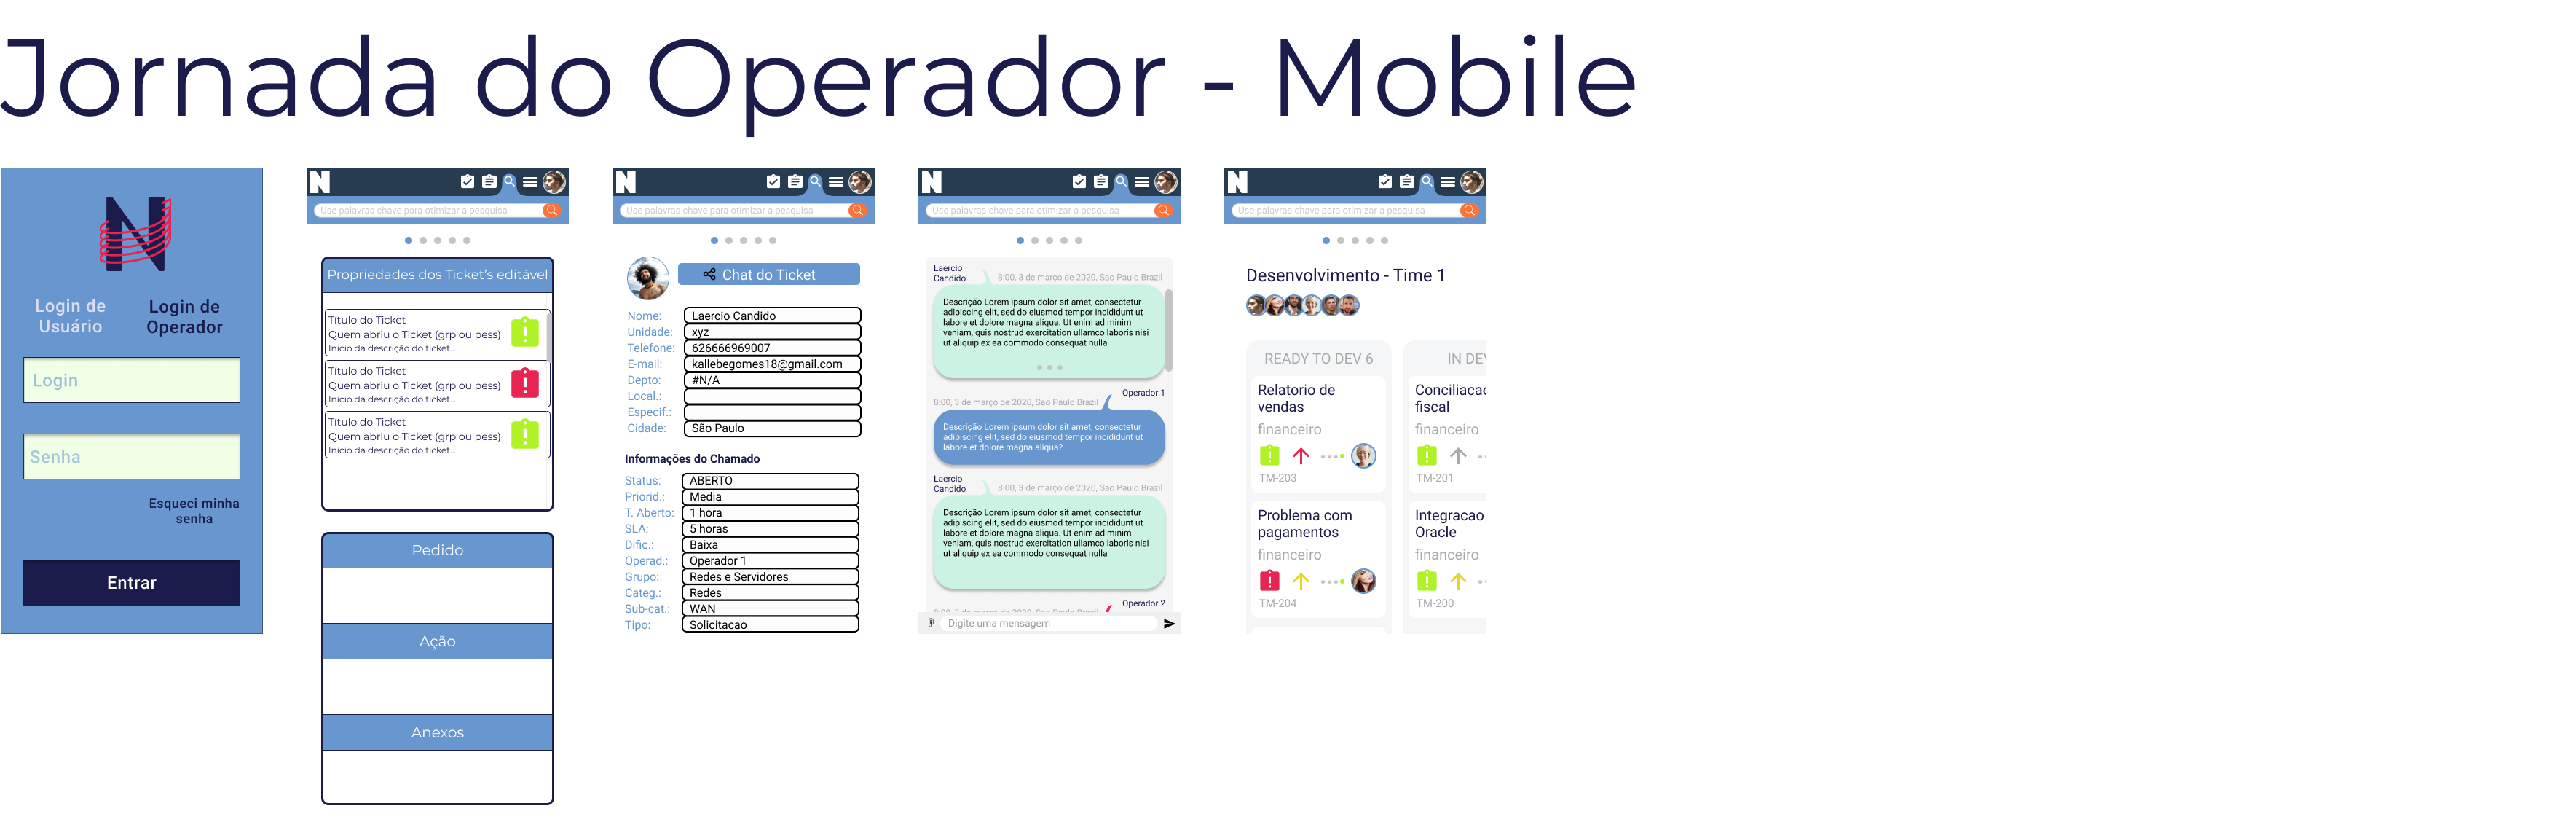 Jornada do Operador - Mobile
N
Login de
Usuário
Login de
Operador
Login
Senha
Esqueci minha
senha
Entrar
N
Use palavras chave para otimizar a pesquisa
Propriedades dos Ticket's editável
Título do Ticket
Quem abriu o Ticket (grp ou pess)
Inicio da descrição do ticket...
Título do Ticket
Quem abriu o Ticket (grp ou pess)
Inicio da descrição do ticket...
Título do Ticket
Quem abriu o Ticket (grp ou pess)
Inicio da descrição do ticket...
Pedido
Ação
Anexos
N
Use palavras chave para otimizar a pesquisa
Chat do Ticket
Nome: Laercio Candido
Unidade: xyz
Telefone: 626666969007
E-mail: kallebegomes18@gmail.com
Depto: #N/A
Local.:
Especif.:
Cidade: São Paulo
Informações do Chamado
Status: ABERTO
Priorid.: Media
T. Aberto: 1 hora
SLA: 5 horas
Dific.: Baixa
Operad.: Operador 1
Grupo: Redes e Servidores
Categ.: Redes
Sub-cat.: WAN
Tipo: Solicitacao
N
Use palavras chave para otimizar a pesquisa
Laercio
Candido
8:00, 3 de março de 2020, Sao Paulo Brazil
Descrição Lorem ipsum dolor sit amet, consectetur
adipiscing elit, sed do eiusmod tempor incididunt ut
labore et dolore magna aliqua. Ut enim ad minim
veniam, quis nostrud exercitation ullamco laboris nisi
ut aliquip ex ea commodo consequat nulla
Operador 1
8:00, 3 de março de 2020, Sao Paulo Brazil
Descrição Lorem ipsum dolor sit amet, consectetur
adipiscing elit, sed do eiusmod tempor incididunt ut
labore et dolore magna aliqua?
Laercio
Candido
8:00, 3 de março de 2020, Sao Paulo Brazil
Descrição Lorem ipsum dolor sit amet, consectetur
adipiscing elit, sed do eiusmod tempor incididunt ut
labore et dolore magna aliqua. Ut enim ad minim
veniam, quis nostrud exercitation ullamco laboris nisi
ut aliquip ex ea commodo consequat nulla
Operador 2
8:00, 3 de março de 2020, Sao Paulo Brazil
Digite uma mensagem
N
Use palavras chave para otimizar a pesquisa
Desenvolvimento - Time 1
READY TO DEV 6
Relatorio de
vendas
financeiro
TM-203
Problema com
pagamentos
financeiro
TM-204
IN DEV
Conciliacao
fiscal
financeiro
TM-201
Integracao
Oracle
financeiro
TM-200